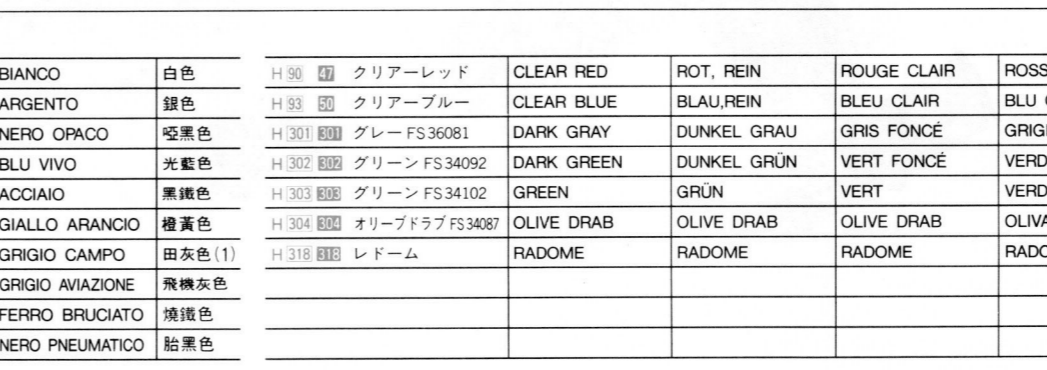 BIANCO 白色
ARGENTO 銀色
NERO OPACO 啞黑色
BLU VIVO 光藍色
ACCIAIO 黑鐵色
GIALLO ARANCIO 橙黃色
GRIGIO CAMPO 田灰色(1)
GRIGIO AVIAZIONE 飛機灰色
FERRO BRUCIATO 燒鐵色
NERO PNEUMATICO 胎黑色
H 90 47 クリアーレッド CLEAR RED ROT, REIN ROUGE CLAIR ROSS
H 93 50 クリアーブルー CLEAR BLUE BLAU,REIN BLEU CLAIR BLU
H 301 301 グレー FS36081 DARK GRAY DUNKEL GRAU GRIS FONCÉ GRIG
H 302 302 グリーン FS34092 DARK GREEN DUNKEL GRÜN VERT FONCÉ VERD
H 303 303 グリーン FS34102 GREEN GRÜN VERT VERD
H 304 304 オリーブドラブ FS34087 OLIVE DRAB OLIVE DRAB OLIVE DRAB OLIVA
H 318 318 レドーム RADOME RADOME RADOME RADO